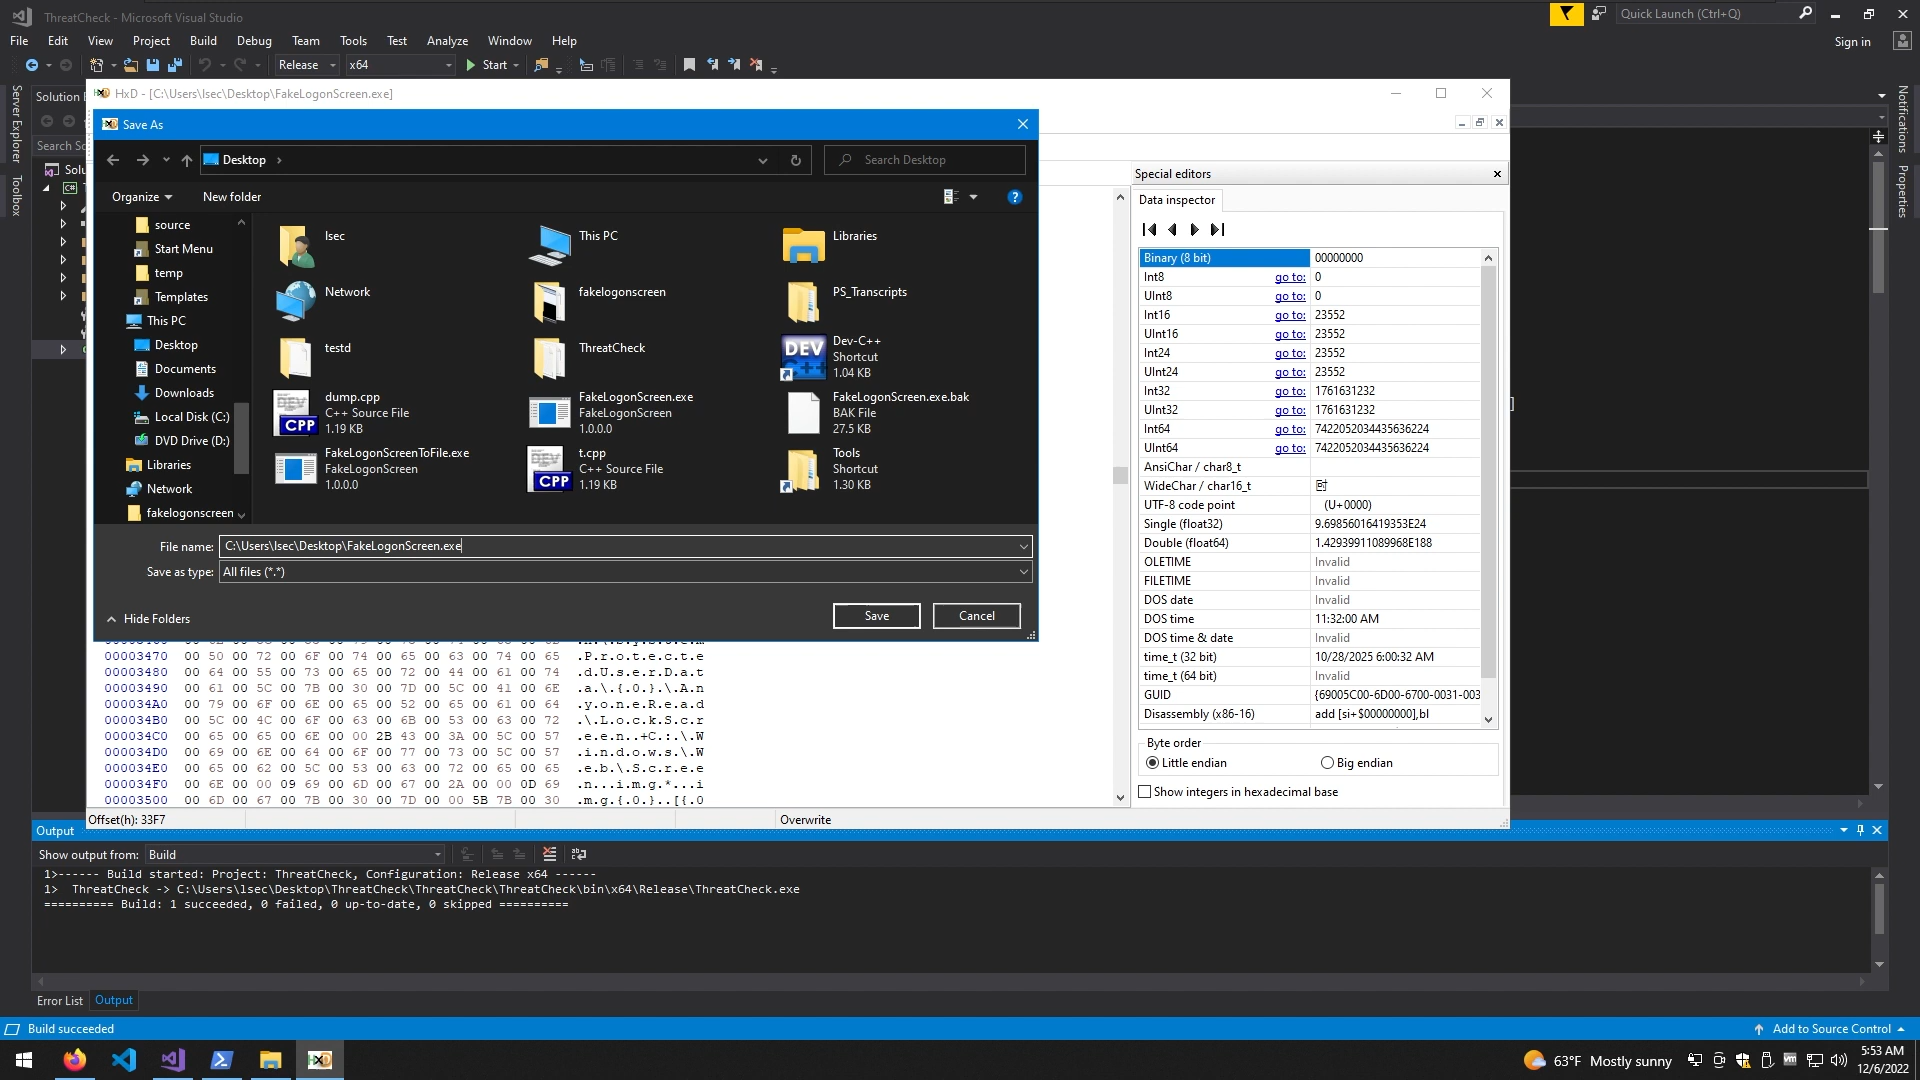 ThreatCheck - Microsoft Visual Studio
Quick Launch (Ctrl+Q)
File Edit View Project Build Debug Team Tools Test Analyze Window Help
Sign in
Release x64 Start
Server Explorer
Toolbox
Notifications
Properties
Solution
Search So
Solu
HxD - [C:\Users\lsec\Desktop\FakeLogonScreen.exe]
Save As
Desktop
Search Desktop
Organize New folder
source
Start Menu
temp
Templates
This PC
Desktop
Documents
Downloads
Local Disk (C:)
DVD Drive (D:)
Libraries
Network
fakelogonscreen
lsec
This PC
Libraries
Network
fakelogonscreen
PS_Transcripts
testd
ThreatCheck
DEV
Dev-C++
Shortcut
1.04 KB
DEV
CPP
dump.cpp
C++ Source File
1.19 KB
FakeLogonScreen.exe
FakeLogonScreen
1.0.0.0
FakeLogonScreen.exe.bak
BAK File
27.5 KB
FakeLogonScreenToFile.exe
FakeLogonScreen
1.0.0.0
DEV
CPP
t.cpp
C++ Source File
1.19 KB
Tools
Shortcut
1.30 KB
File name: C:\Users\lsec\Desktop\FakeLogonScreen.exe
Save as type: All files (*.*)
Hide Folders
Save
Cancel
00003470 00 50 00 72 00 6F 00 74 00 65 00 63 00 74 00 65 .P.r.o.t.e.c.t.e
00003480 00 64 00 55 00 73 00 65 00 72 00 44 00 61 00 74 .d.U.s.e.r.D.a.t
00003490 00 61 00 5C 00 7B 00 30 00 7D 00 5C 00 41 00 6E .a.\.{.0.}.\.A.n
000034A0 00 79 00 6F 00 6E 00 65 00 52 00 65 00 61 00 64 .y.o.n.e.R.e.a.d
000034B0 00 5C 00 4C 00 6F 00 63 00 6B 00 53 00 63 00 72 .\.L.o.c.k.S.c.r
000034C0 00 65 00 65 00 6E 00 00 2B 43 00 3A 00 5C 00 57 .e.e.n..+C.:.\.W
000034D0 00 69 00 6E 00 64 00 6F 00 77 00 73 00 5C 00 57 .i.n.d.o.w.s.\.W
000034E0 00 65 00 62 00 5C 00 53 00 63 00 72 00 65 00 65 .e.b.\.S.c.r.e.e
000034F0 00 6E 00 00 09 69 00 6D 00 67 00 2A 00 00 0D 69 .n...i.m.g.*...i
00003500 00 6D 00 67 00 7B 00 30 00 7D 00 00 5B 7B 00 30 .m.g.{.0.}..[{.0
Offset(h): 33F7
Overwrite
Special editors
Data inspector
Binary (8 bit) 00000000
Int8 go to: 0
UInt8 go to: 0
Int16 go to: 23552
UInt16 go to: 23552
Int24 go to: 23552
UInt24 go to: 23552
Int32 go to: 1761631232
UInt32 go to: 1761631232
Int64 go to: 7422052034435636224
UInt64 go to: 7422052034435636224
AnsiChar / char8_t
WideChar / char16_t
UTF-8 code point (U+0000)
Single (float32) 9.69856016419353E24
Double (float64) 1.42939911089968E188
OLETIME Invalid
FILETIME Invalid
DOS date Invalid
DOS time 11:32:00 AM
DOS time & date Invalid
time_t (32 bit) 10/28/2025 6:00:32 AM
time_t (64 bit) Invalid
GUID {69005C00-6D00-6700-0031-003
Disassembly (x86-16) add [si+$00000000],bl
Byte order
Little endian Big endian
Show integers in hexadecimal base
Output
Show output from: Build
1>------ Build started: Project: ThreatCheck, Configuration: Release x64 ------
1> ThreatCheck -> C:\Users\lsec\Desktop\ThreatCheck\ThreatCheck\ThreatCheck\bin\x64\Release\ThreatCheck.exe
========== Build: 1 succeeded, 0 failed, 0 up-to-date, 0 skipped ==========
Error List Output
Build succeeded
Add to Source Control
63°F Mostly sunny
5:53 AM
12/6/2022